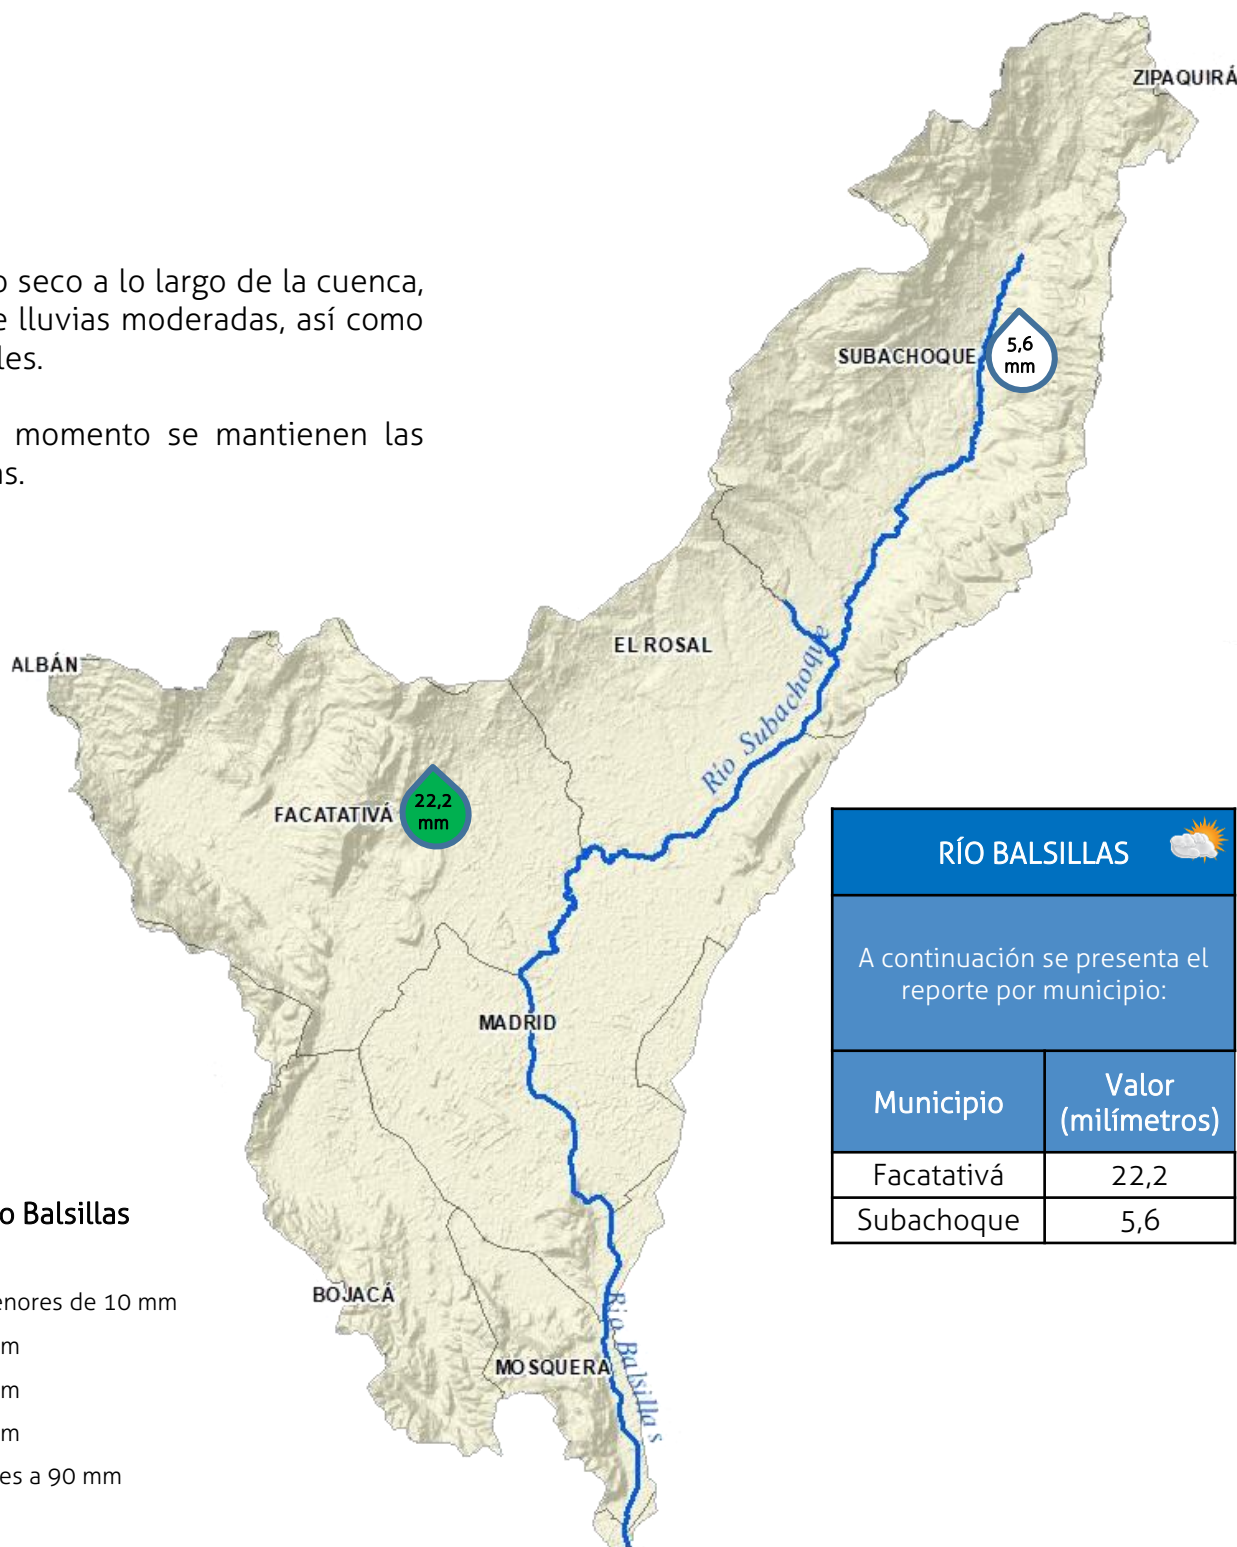 ZIPAQUIRÁ
seco a lo largo de la cuenca,
lluvias moderadas, así como
momento se mantienen las
SUBACHOQUE
5,6
mm
EL ROSAL
ALBÁN
Río Subachoque
FACATATIVÁ
22,2
mm
MADRID
RÍO BALSILLAS
A continuación se presenta el
reporte por municipio:
Municipio
Valor
(milímetros)
Facatativá
22,2
Subachoque
5,6
Balsillas
de 10 mm
a 90 mm
BOJACÁ
MOSQUERA
Río Balsillas